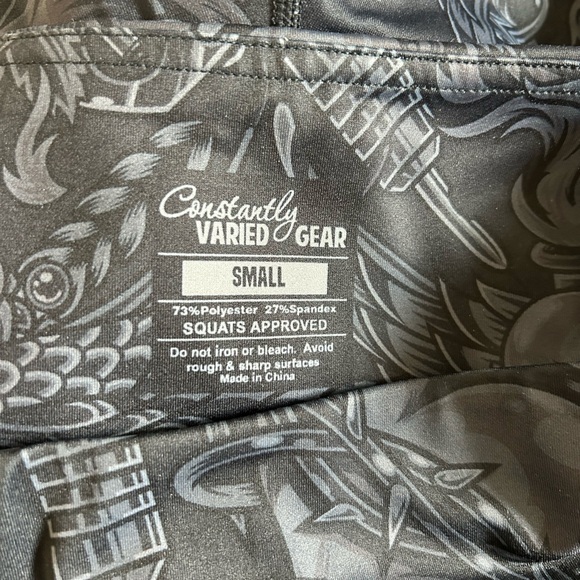 Constantly
VARIED GEAR
SMALL
73%Polyester 27%Spandex
SQUATS APPROVED
Do not iron or bleach. Avoid
rough & sharp surfaces
Made in China